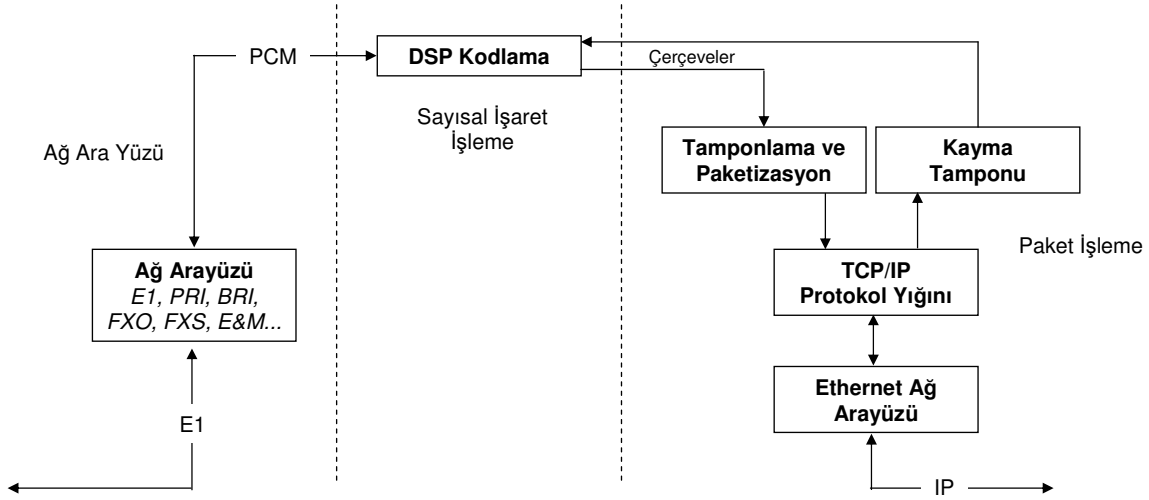 PCM
DSP Kodlama
Çerçeveler
Sayısal İşaret
İşleme
Ağ Ara Yüzü
Tamponlama ve
Paketizasyon
Kayma
Tamponu
Paket İşleme
Ağ Arayüzü
E1, PRI, BRI,
FXO, FXS, E&M...
TCP/IP
Protokol Yığını
Ethernet Ağ
Arayüzü
E1
IP